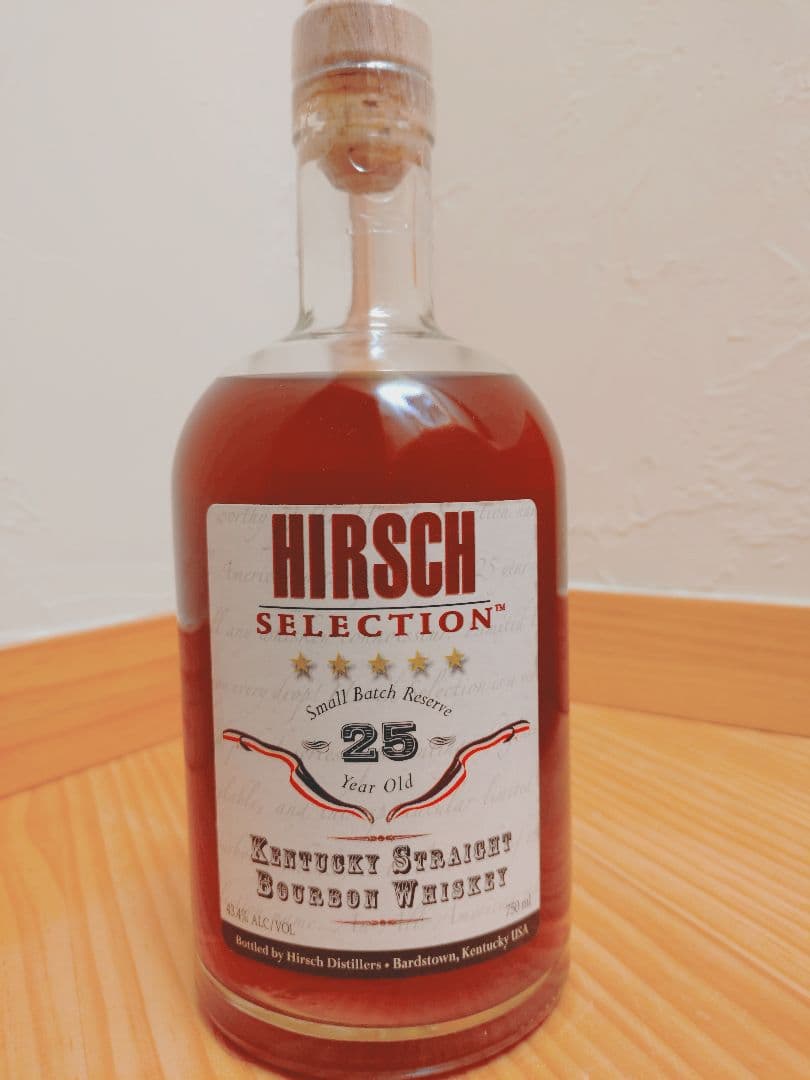 HIRSCH
SELECTION™
Small Batch Reserve
25
Year Old
KENTUCKY STRAIGHT
BOURBON WHISKEY
43.4% ALC/VOL
750 ml
Bottled by Hirsch Distillers • Bardstown, Kentucky USA